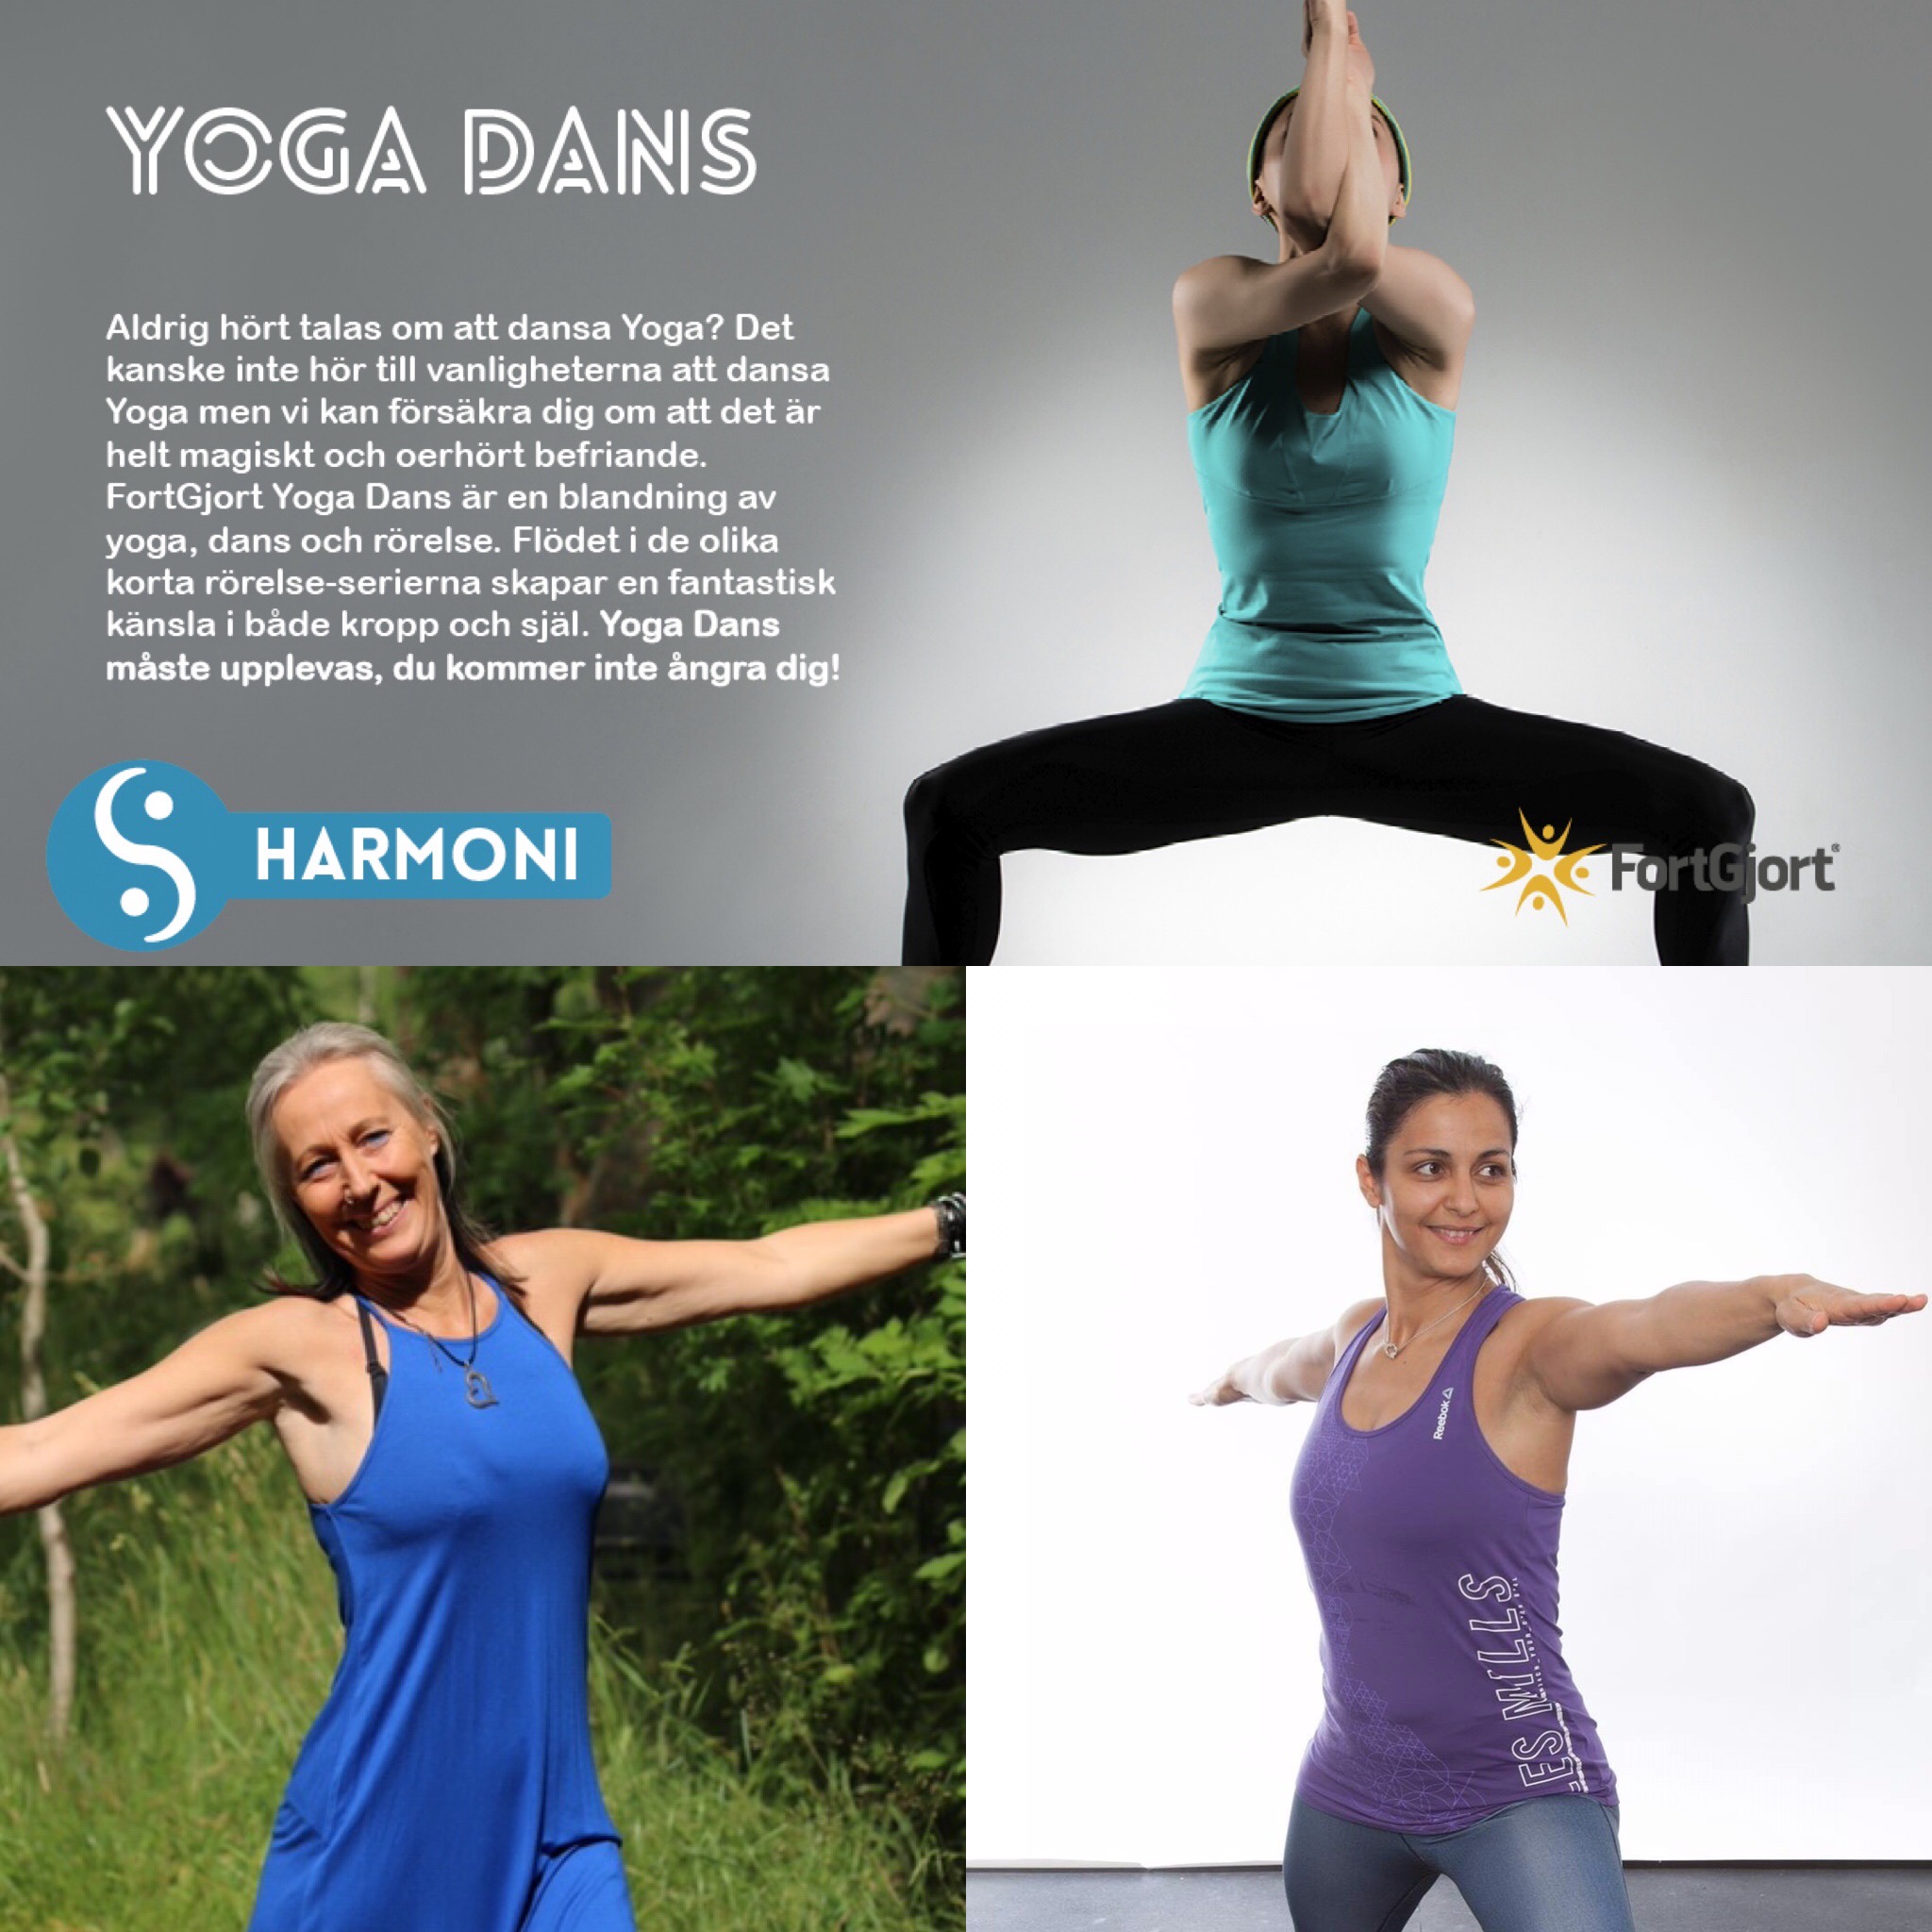 YOGA DANS
Aldrig hört talas om att dansa Yoga? Det
kanske inte hör till vanligheterna att dansa
Yoga men vi kan försäkra dig om att det är
helt magiskt och oerhört befriande.
FortGjort Yoga Dans är en blandning av
yoga, dans och rörelse. Flödet i de olika
korta rörelse-serierna skapar en fantastisk
känsla i både kropp och själ. Yoga Dans
måste upplevas, du kommer inte ångra dig!
HARMONI
FortGjort®
Reebok
LES MILLS